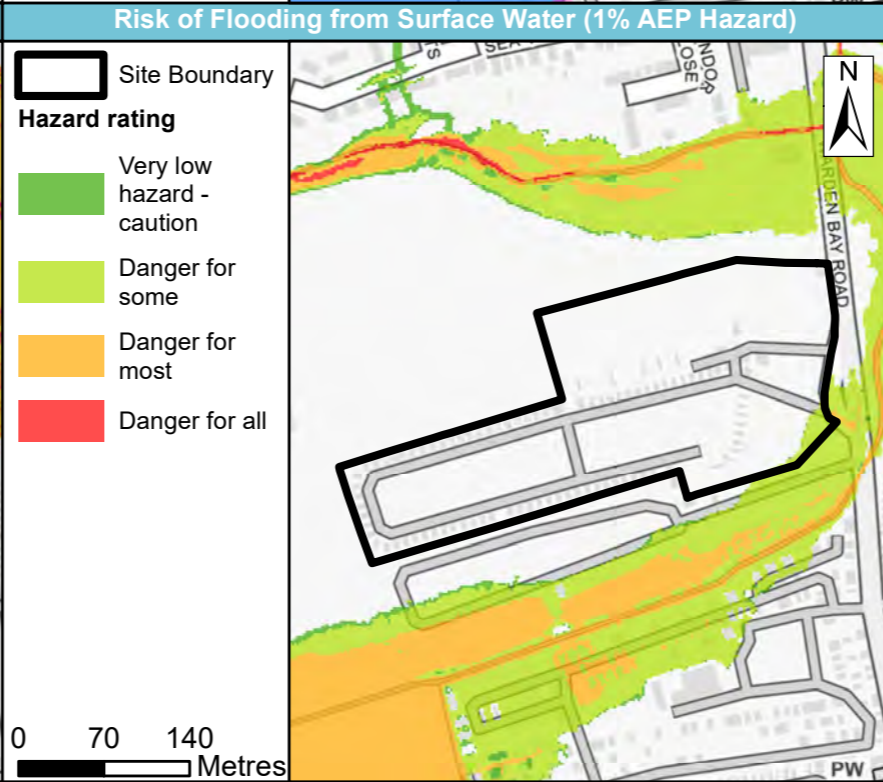 Risk of Flooding from Surface Water (1% AEP Hazard)
Site Boundary
Hazard rating
Very low
hazard -
caution
Danger for
some
Danger for
most
Danger for all
0 70 140
Metres
N
CLOSE
BAY ROAD
PW